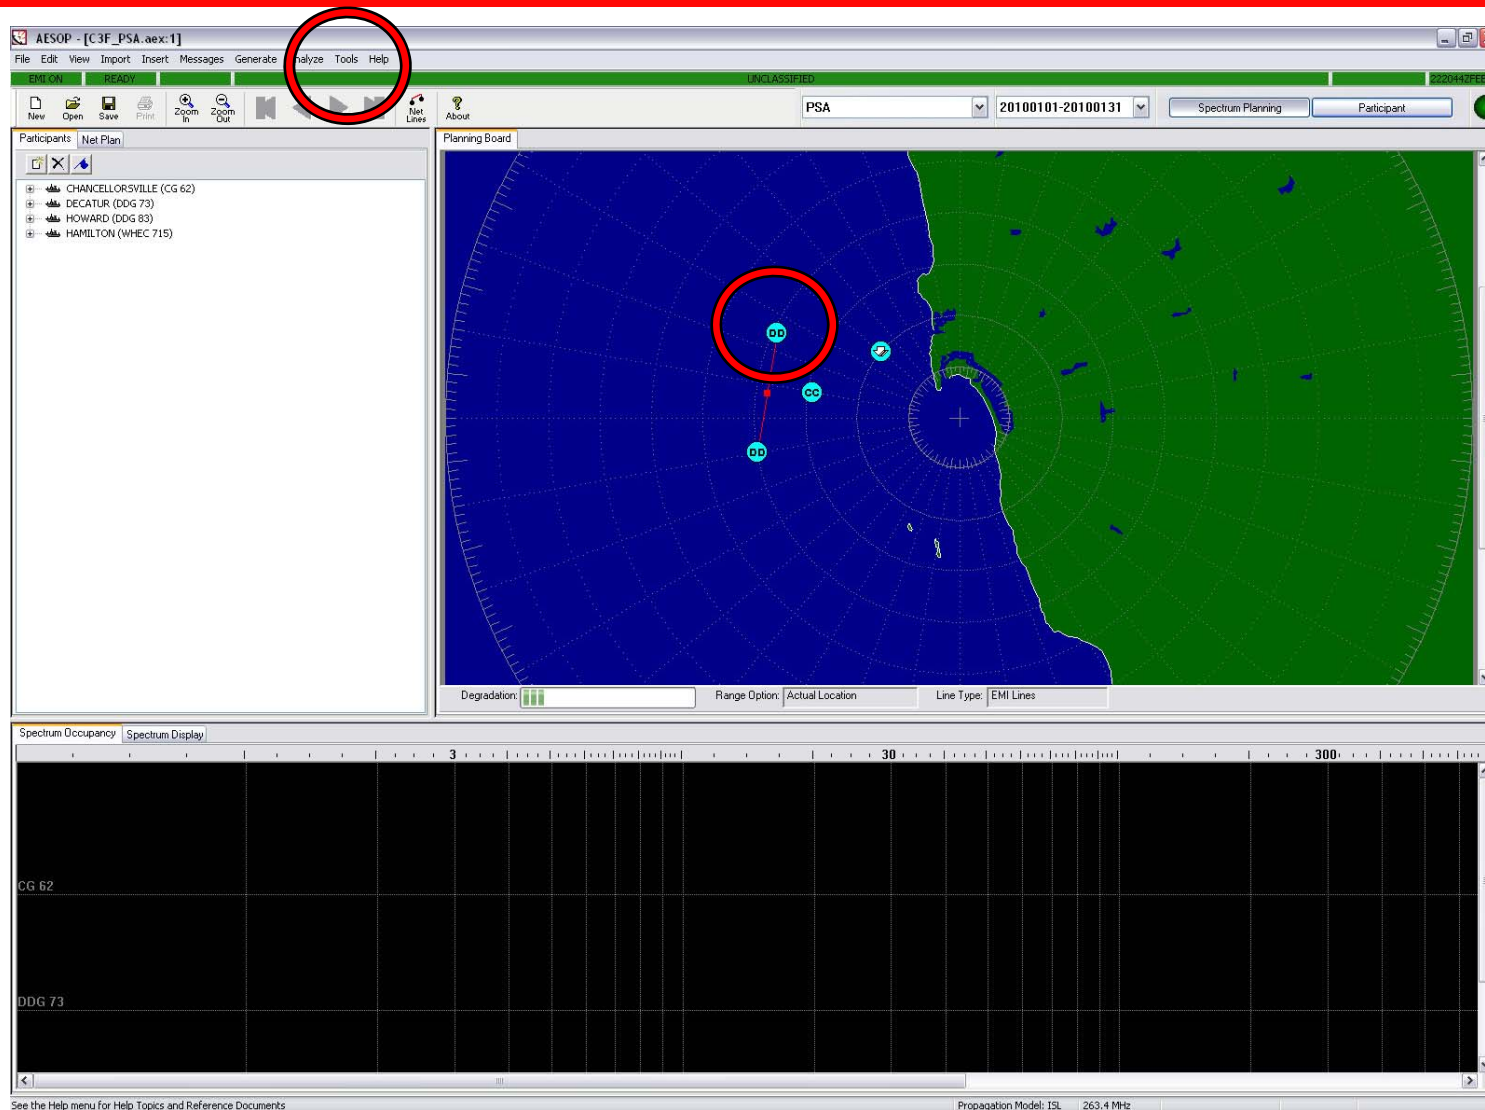 AESOP - [C3F_PSA.aex:1]
File Edit View Import Insert Messages Generate nalyze Tools Help
EMI ON READY UNCLASSIFIED 222044ZFEB
New Open Save Print Zoom In Zoom Out Net Lines About PSA 20100101-20100131 Spectrum Planning Participant
Participants Net Plan Planning Board
CHANCELLORSVILLE (CG 62)
DECATUR (DDG 73)
HOWARD (DDG 83)
HAMILTON (WHEC 715)
DD
CC
DD
Degradation: Range Option: Actual Location Line Type: EMI Lines
Spectrum Occupancy Spectrum Display
3 30 300
CG 62
DDG 73
See the Help menu for Help Topics and Reference Documents Propagation Model: ISL 263.4 MHz